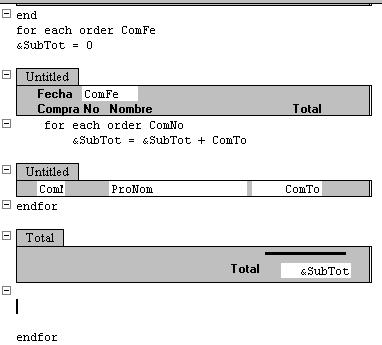 end
for each order ComFe
&SubTot = 0
Untitled
Fecha ComFe
Compra No Nombre Total
for each order ComNo
&SubTot = &SubTot + ComTo
Untitled
ProNom ComTo
endfor
Total
Total &SubTot
endfor